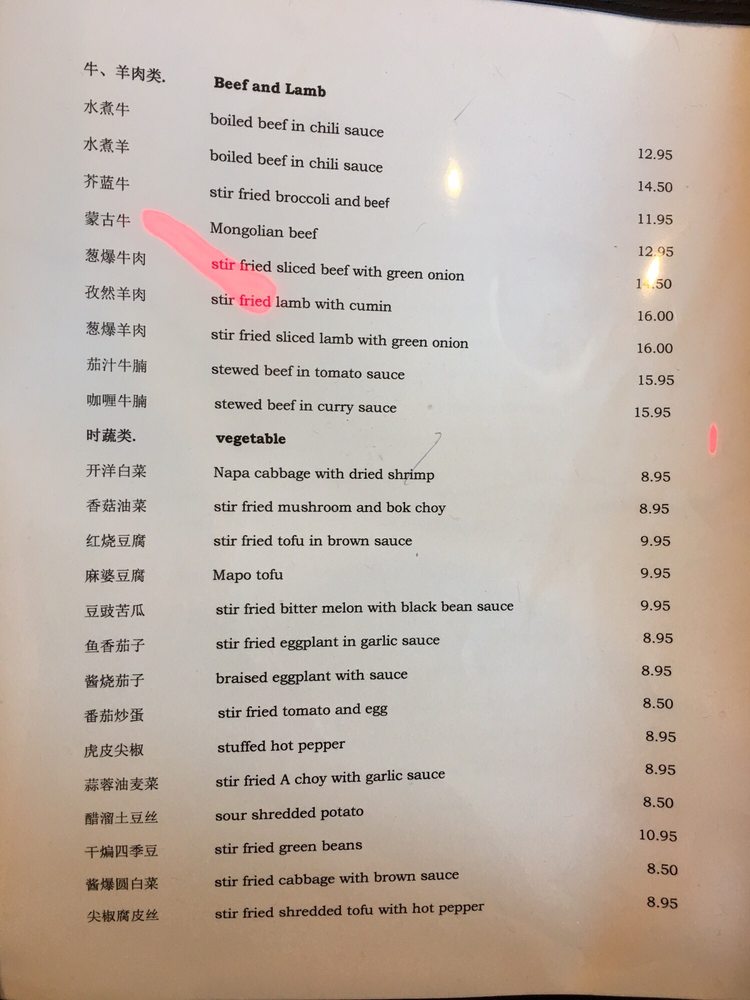 牛、羊肉类. Beef and Lamb
水煮牛 boiled beef in chili sauce 12.95
水煮羊 boiled beef in chili sauce 14.50
芥蓝牛 stir fried broccoli and beef 11.95
蒙古牛 Mongolian beef 12.95
葱爆牛肉 stir fried sliced beef with green onion 14.50
孜然羊肉 stir fried lamb with cumin 16.00
葱爆羊肉 stir fried sliced lamb with green onion 16.00
茄汁牛腩 stewed beef in tomato sauce 15.95
咖喱牛腩 stewed beef in curry sauce 15.95
时蔬类. vegetable
开洋白菜 Napa cabbage with dried shrimp 8.95
香菇油菜 stir fried mushroom and bok choy 8.95
红烧豆腐 stir fried tofu in brown sauce 9.95
麻婆豆腐 Mapo tofu 9.95
豆豉苦瓜 stir fried bitter melon with black bean sauce 9.95
鱼香茄子 stir fried eggplant in garlic sauce 8.95
酱烧茄子 braised eggplant with sauce 8.95
番茄炒蛋 stir fried tomato and egg 8.50
虎皮尖椒 stuffed hot pepper 8.95
蒜蓉油麦菜 stir fried A choy with garlic sauce 8.95
醋溜土豆丝 sour shredded potato 8.50
干煸四季豆 stir fried green beans 10.95
酱爆圆白菜 stir fried cabbage with brown sauce 8.50
尖椒腐皮丝 stir fried shredded tofu with hot pepper 8.95